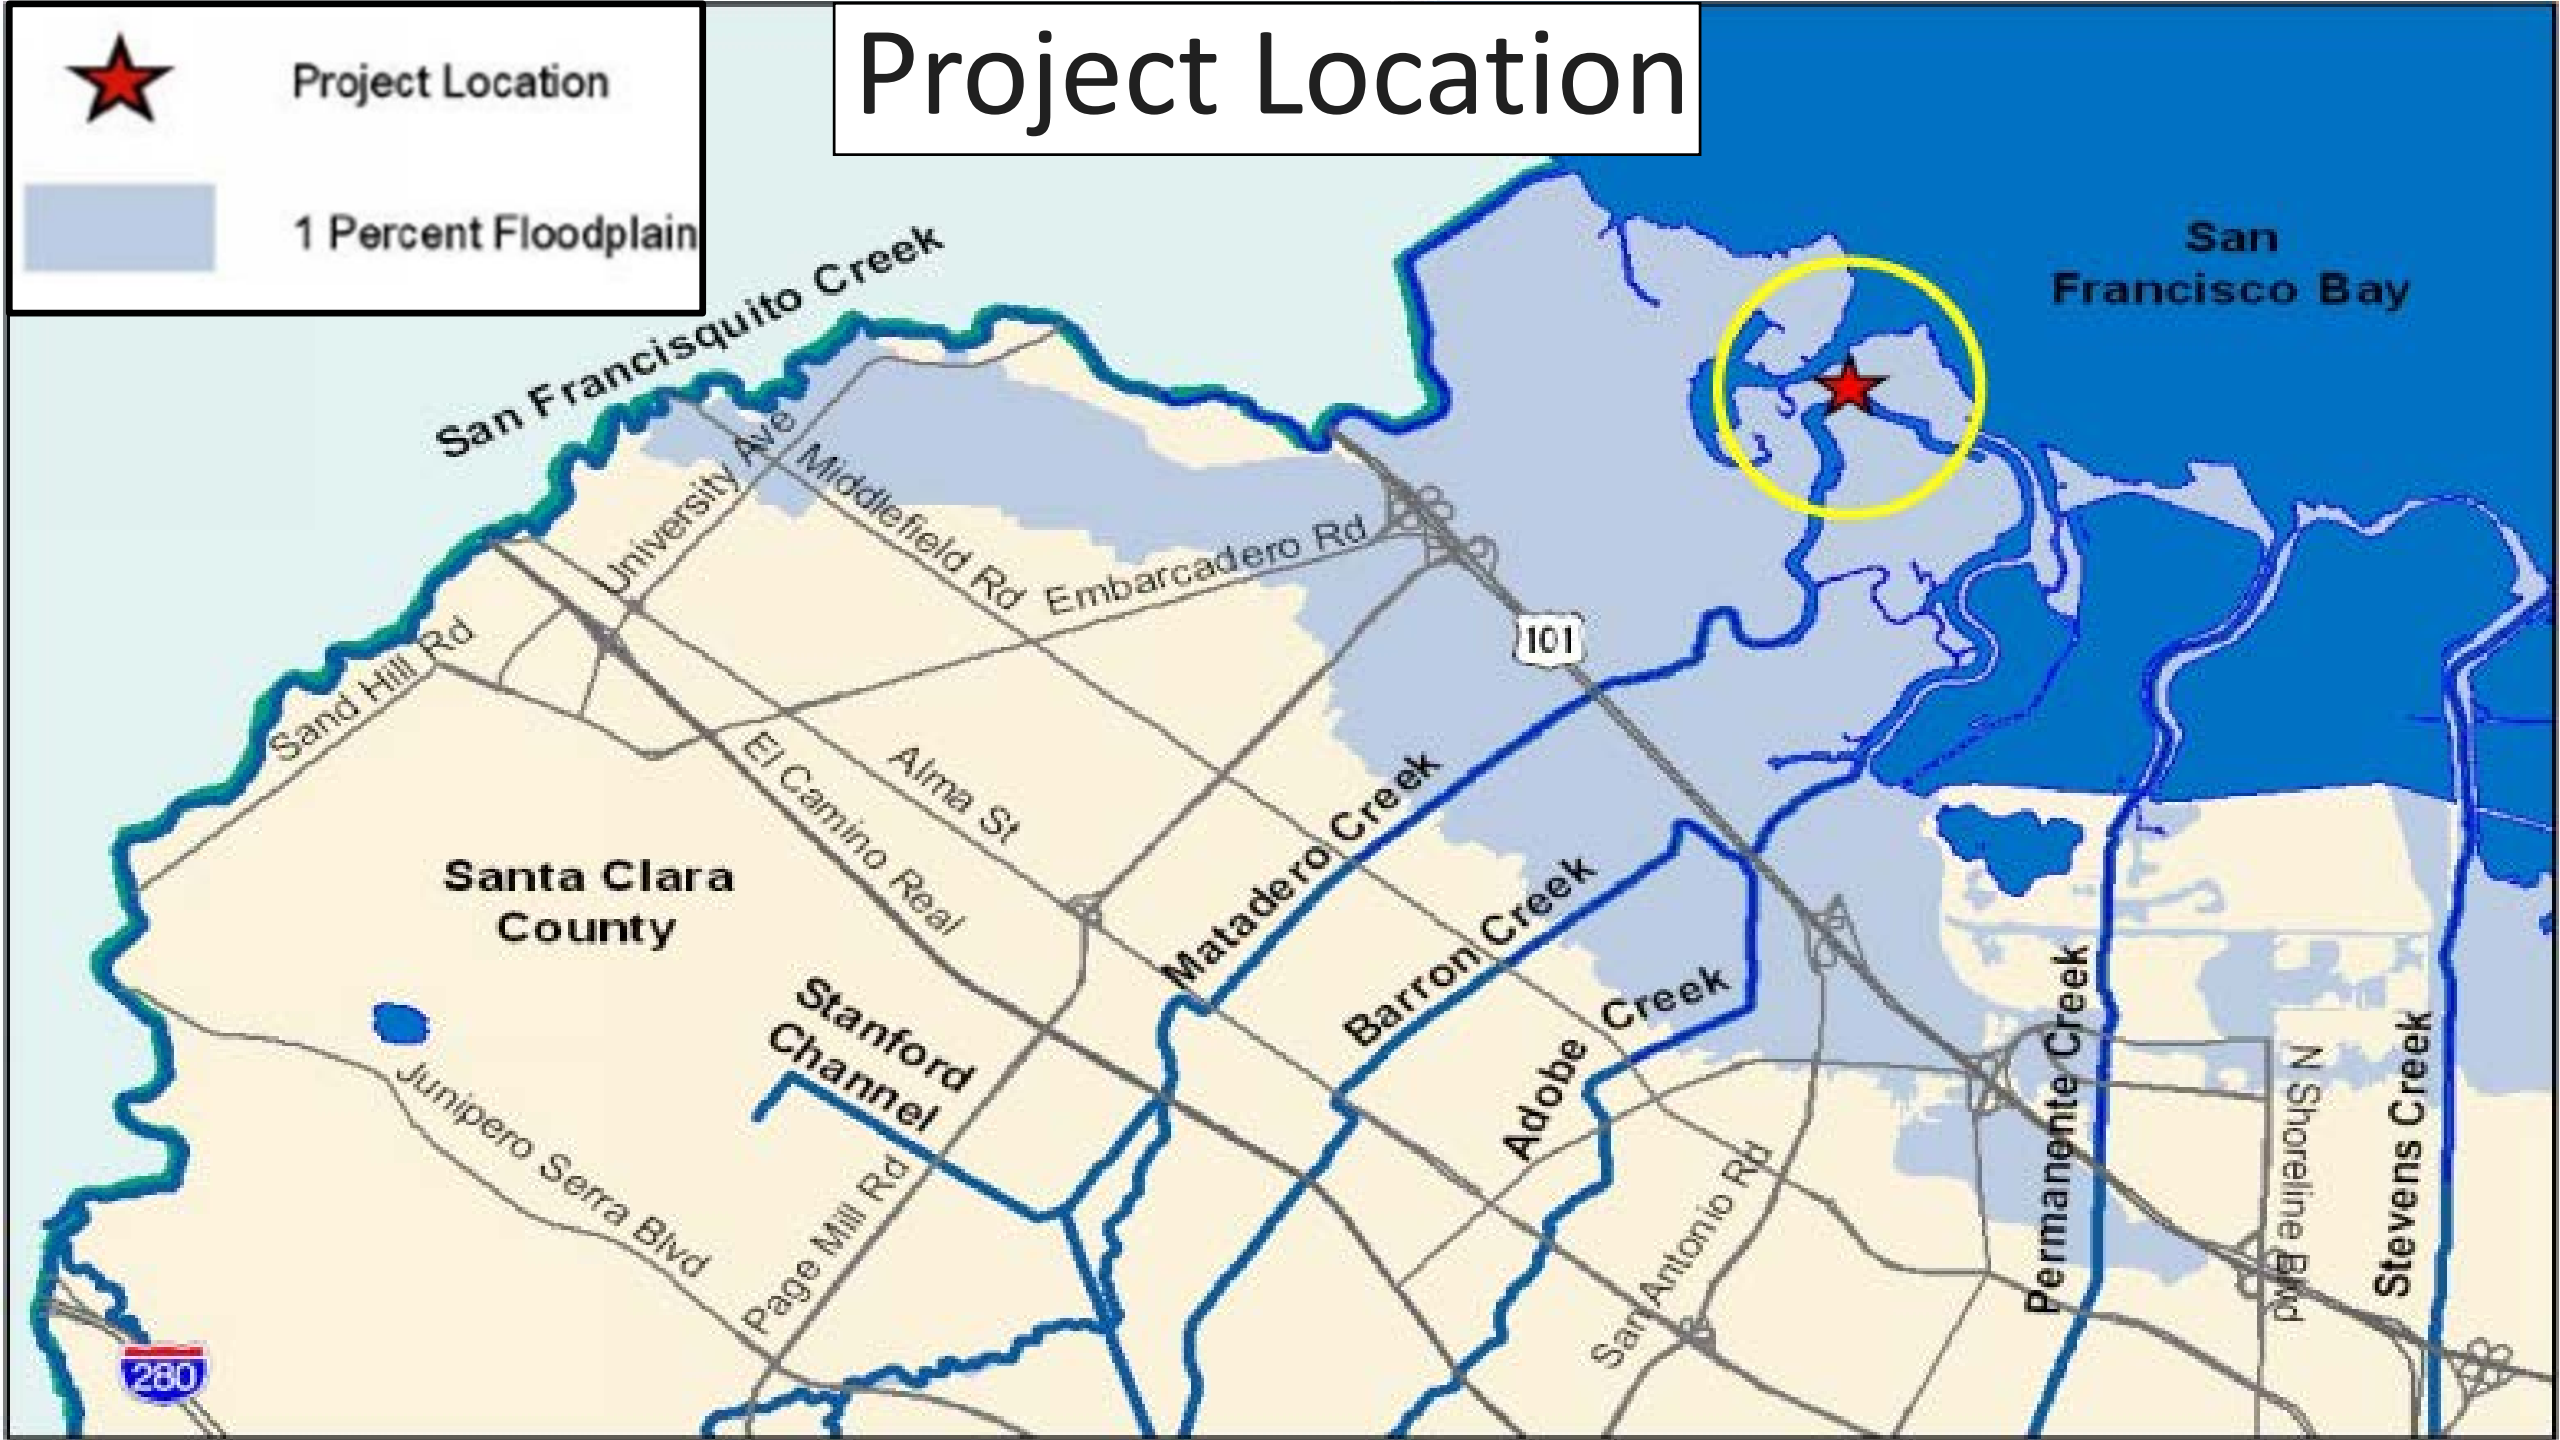 Project Location
Project Location
1 Percent Floodplain
San
Francisco Bay
San Francisquito Creek
University Ave
Middlefield Rd
Embarcadero Rd
101
Sand Hill Rd
El Camino Real
Alma St
Santa Clara
County
Matadero Creek
Barron Creek
Adobe Creek
Stanford
Channel
Permanente Creek
Stevens Creek
N Shoreline Blvd
Junipero Serra Blvd
Page Mill Rd
San Antonio Rd
280